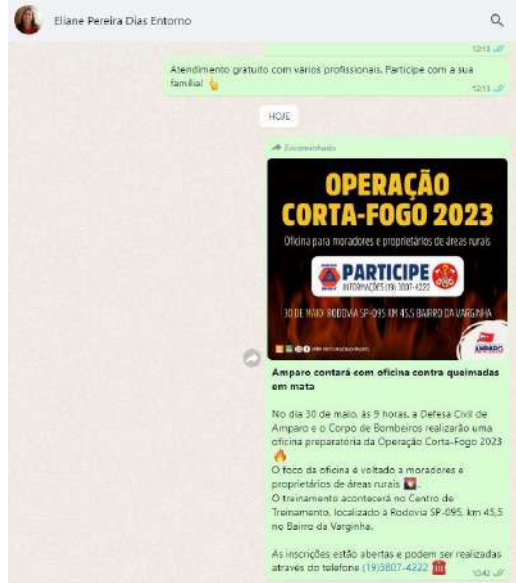 Eliane Pereira Dias Entorno
12:13
Atendimento gratuito com vários profissionais. Participe com a sua
família!
12:13
HOJE
Encaminhada
OPERAÇÃO
CORTA-FOGO 2023
Oficina para moradores e proprietários de áreas rurais
PARTICIPE
INFORMAÇÕES (19) 3807-4222
30 DE MAIO: RODOVIA SP-095 KM 45,5 BAIRRO DA VARGINHA
AMPARO
Amparo contará com oficina contra queimadas
em mata
No dia 30 de maio, às 9 horas, a Defesa Civil de
Amparo e o Corpo de Bombeiros realizarão uma
oficina preparatória da Operação Corta-Fogo 2023
O foco da oficina é voltado a moradores e
proprietários de áreas rurais
O treinamento acontecerá no Centro de
Treinamento, localizado à Rodovia SP-095, km 45,5
no Bairro da Varginha.
As inscrições estão abertas e podem ser realizadas
através do telefone (19)3807-4222
10:42